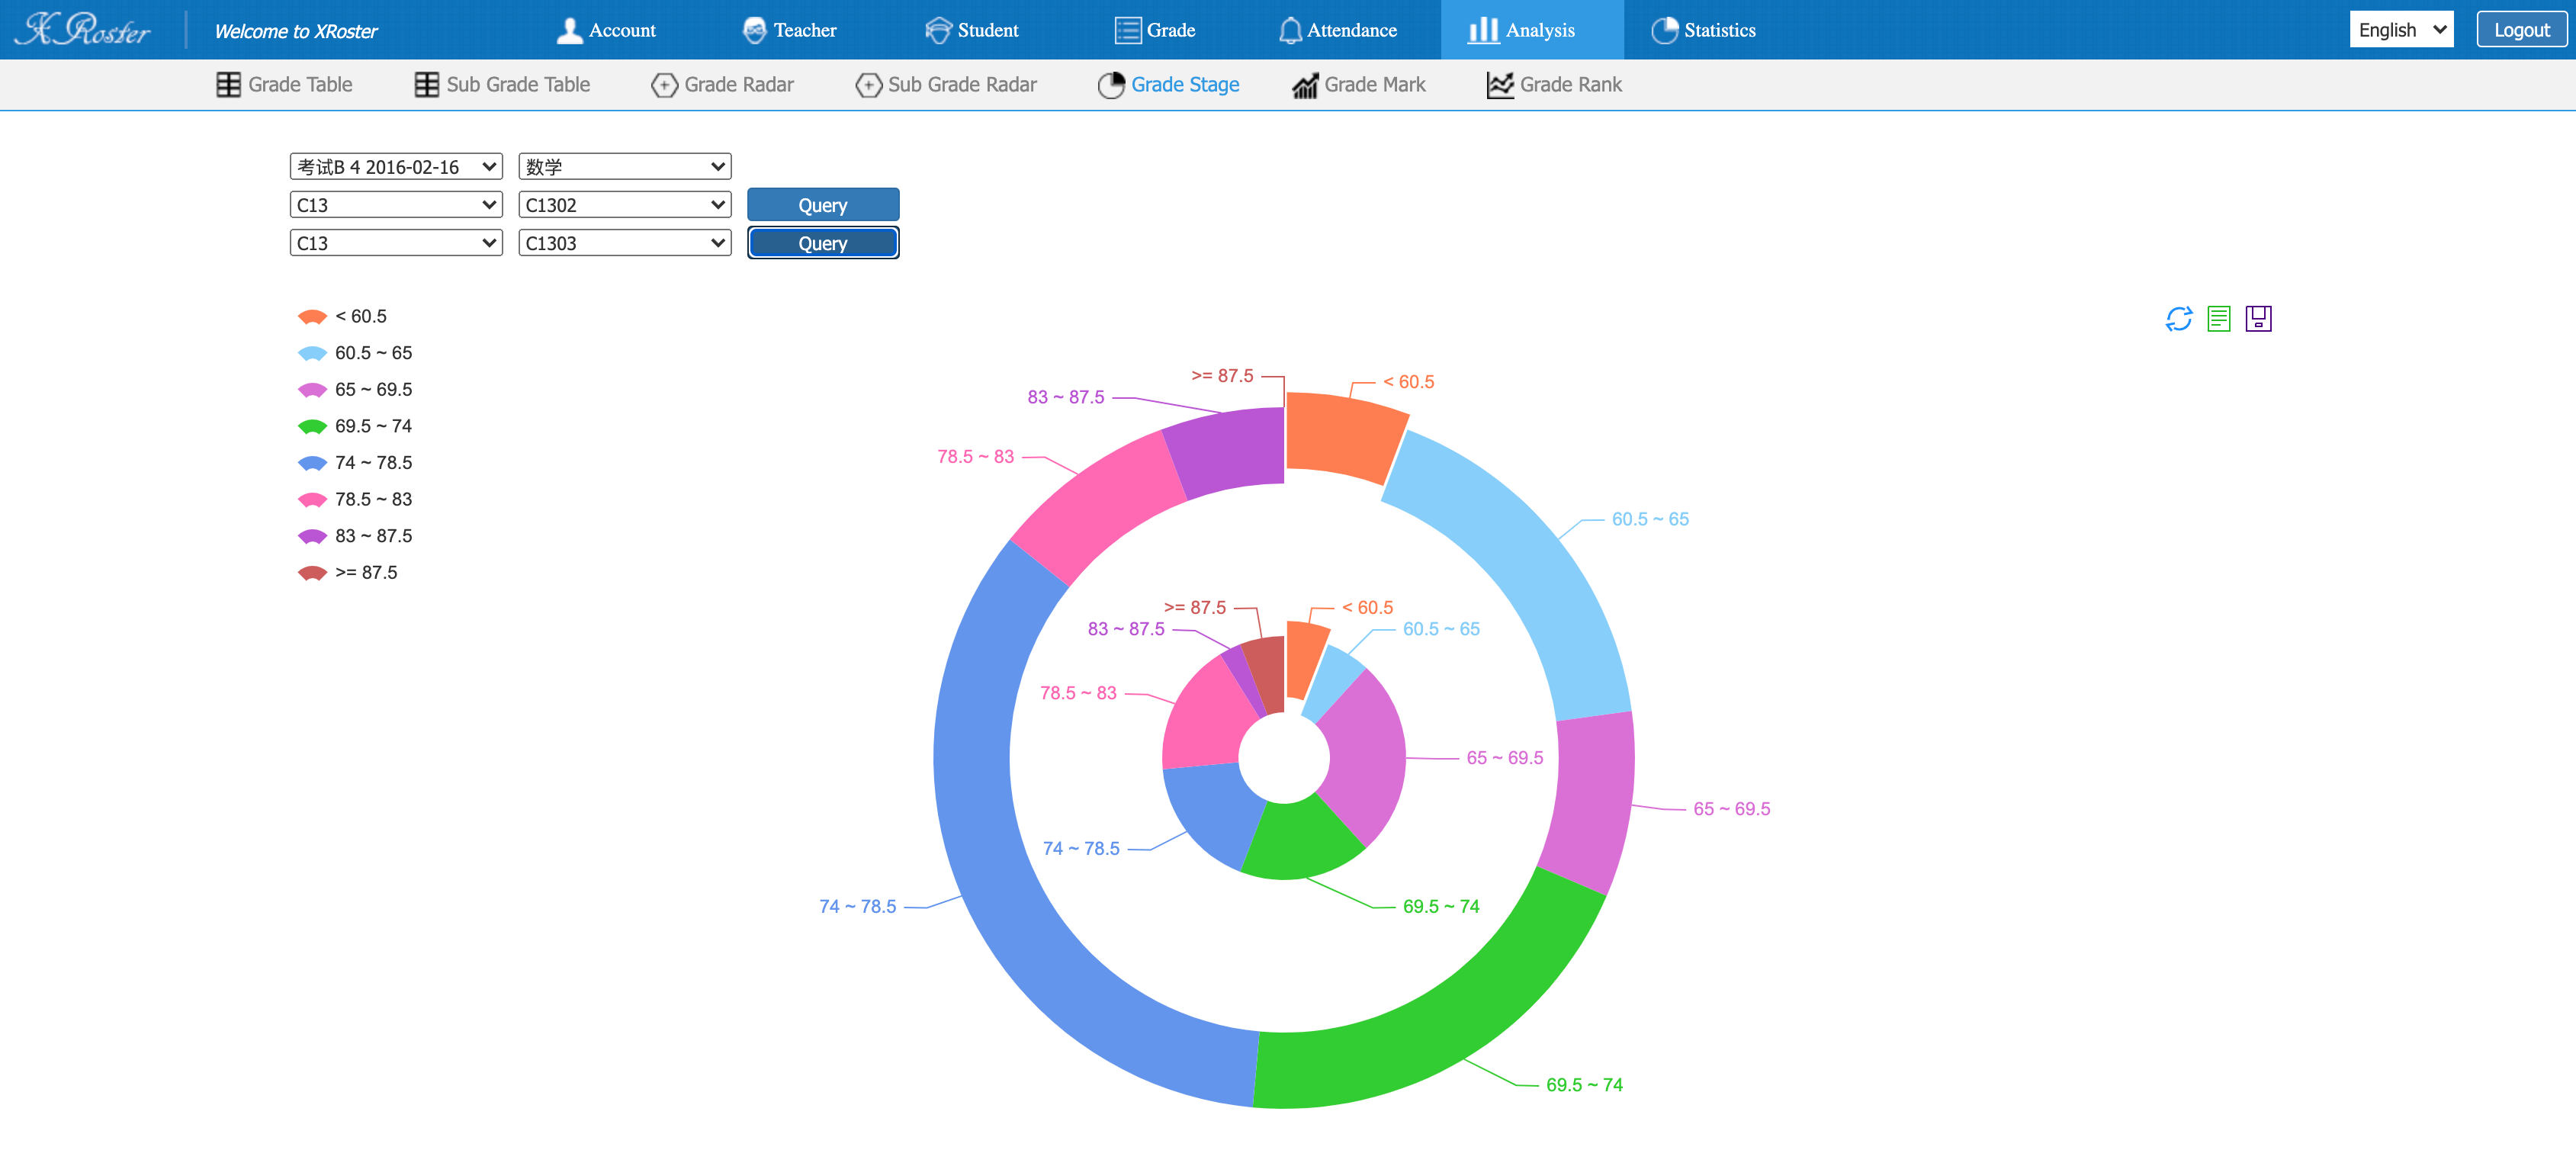 X Roster Welcome to XRoster Account Teacher Student Grade Attendance Analysis Statistics English Logout
Grade Table Sub Grade Table Grade Radar Sub Grade Radar Grade Stage Grade Mark Grade Rank
考试B 4 2016-02-16 数学
C13 C1302 Query
C13 C1303 Query
< 60.5
60.5 ~ 65
65 ~ 69.5
69.5 ~ 74
74 ~ 78.5
78.5 ~ 83
83 ~ 87.5
>= 87.5
>= 87.5 < 60.5
83 ~ 87.5
78.5 ~ 83
60.5 ~ 65
>= 87.5 < 60.5
83 ~ 87.5 60.5 ~ 65
78.5 ~ 83
65 ~ 69.5
65 ~ 69.5
74 ~ 78.5
74 ~ 78.5 69.5 ~ 74
69.5 ~ 74